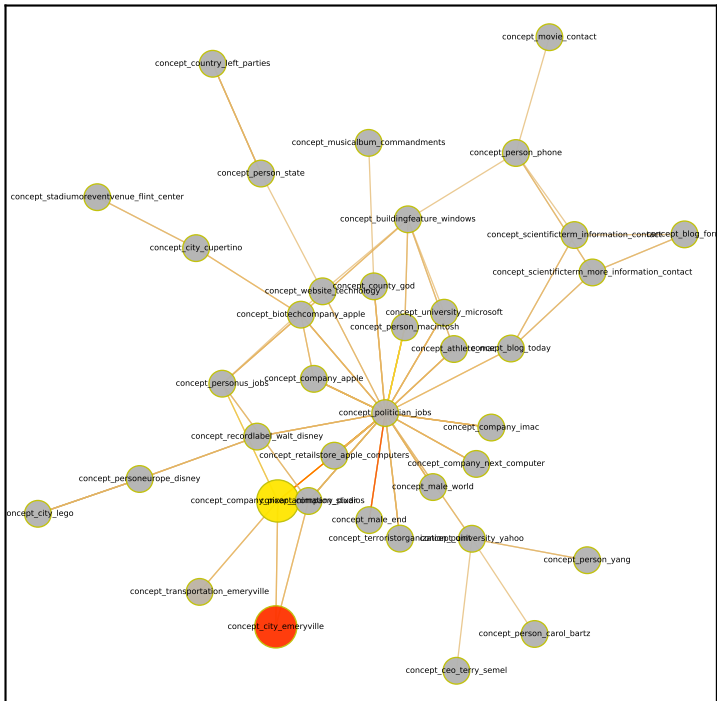 concept_movie_contact
concept_country_left_parties
concept_musicalbum_commandments
concept_person_phone
concept_person_state
concept_stadiumoreventvenue_flint_center
concept_buildingfeature_windows
concept_scientificterm_information_contact
concept_city_cupertino
concept_scientificterm_more_information_contact
concept_website_technology
concept_county_god
concept_biotechcompany_apple
concept_university_microsoft
concept_person_macintosh
concept_blog_today
concept_personus_jobs
concept_company_apple
concept_politician_jobs
concept_company_imac
concept_recordlabel_walt_disney
concept_retailstore_apple_computers
concept_company_next_computer
concept_personeurope_disney
concept_male_world
concept_city_lego
concept_male_end
concept_university_yahoo
concept_person_yang
concept_transportation_emeryville
concept_city_emeryville
concept_person_carol_bartz
concept_ceo_terry_semel